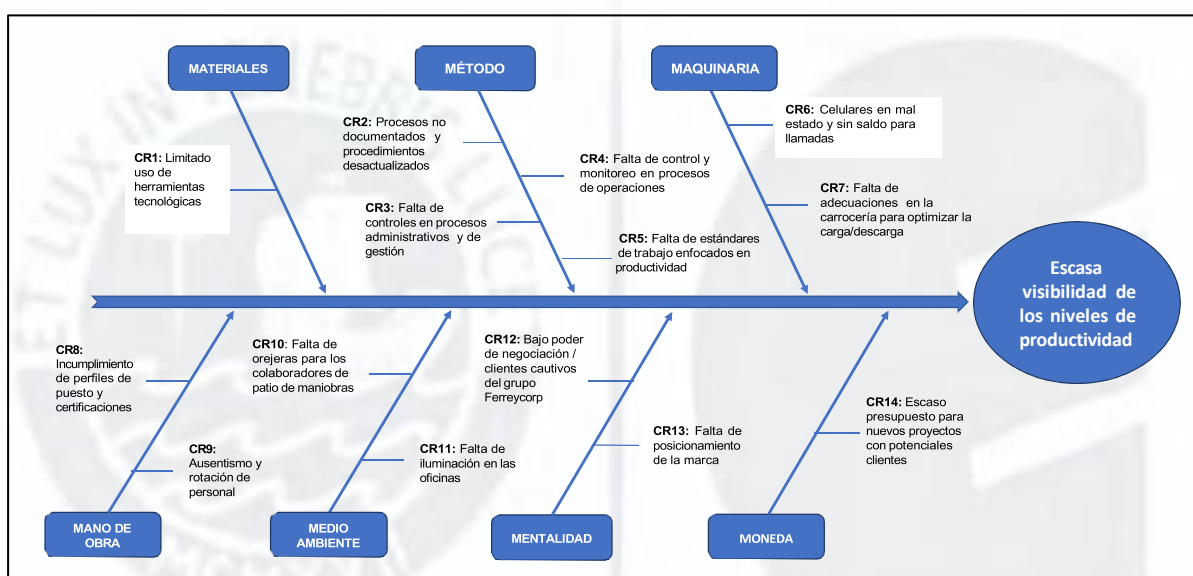 MATERIALES
MÉTODO
MAQUINARIA
CR1: Limitado
uso de
herramientas
tecnológicas
CR2: Procesos no
documentados y
procedimientos
desactualizados
CR3: Falta de
controles en procesos
administrativos y de
gestión
CR4: Falta de control y
monitoreo en procesos
de operaciones
CR5: Falta de estándares
de trabajo enfocados en
productividad
CR6: Celulares en mal
estado y sin saldo para
llamadas
CR7: Falta de
adecuaciones en la
carrocería para optimizar la
carga/descarga
Escasa
visibilidad de
los niveles de
productividad
CR8:
Incumplimiento
de perfiles de
puesto y
certificaciones
CR9:
Ausentismo y
rotación de
personal
CR10: Falta de
orejeras para los
colaboradores de
patio de maniobras
CR11: Falta de
iluminación en las
oficinas
CR12: Bajo poder
de negociación /
clientes cautivos
del grupo
Ferreycorp
CR13: Falta de
posicionamiento
de la marca
CR14: Escaso
presupuesto para
nuevos proyectos
con potenciales
clientes
MANO DE
OBRA
MEDIO
AMBIENTE
MENTALIDAD
MONEDA
ET LUX IN